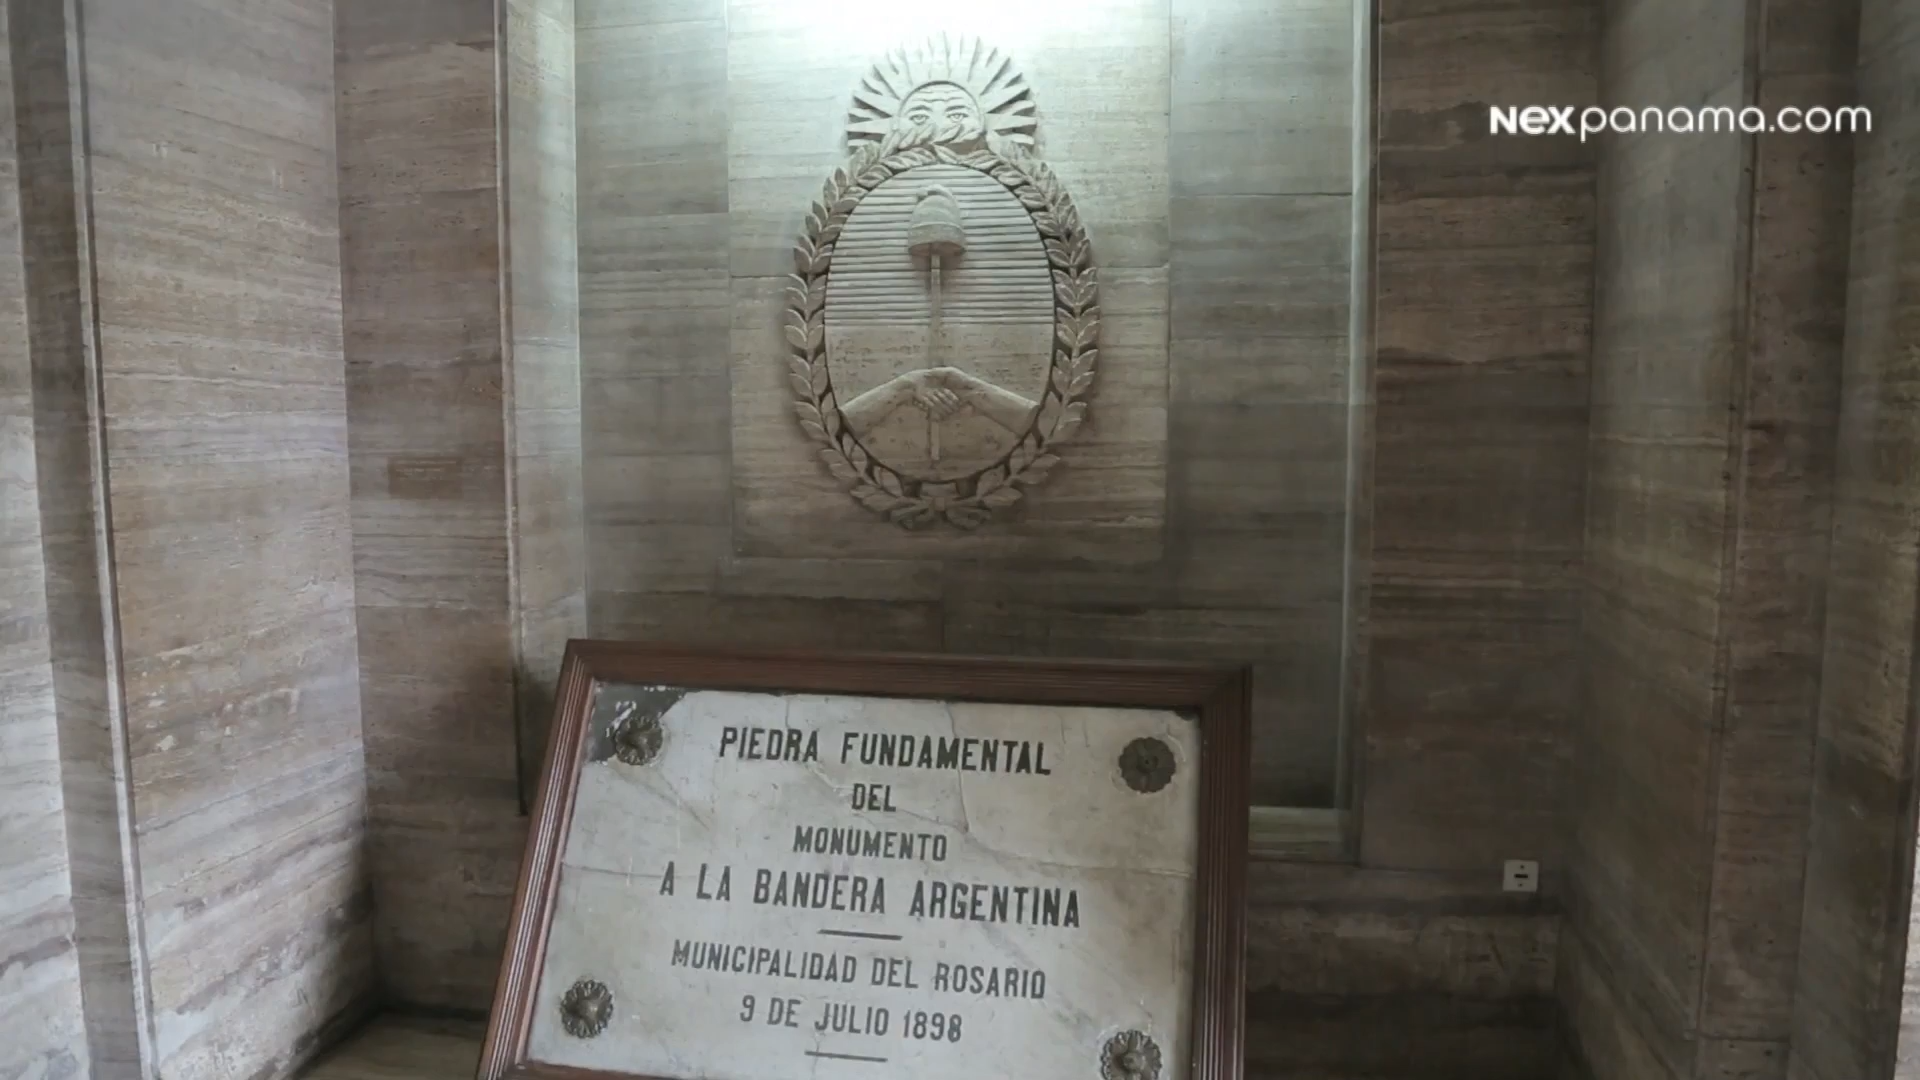 NEXpanama.com
PIEDRA FUNDAMENTAL
DEL
MONUMENTO
A LA BANDERA ARGENTINA
MUNICIPALIDAD DEL ROSARIO
9 DE JULIO 1898